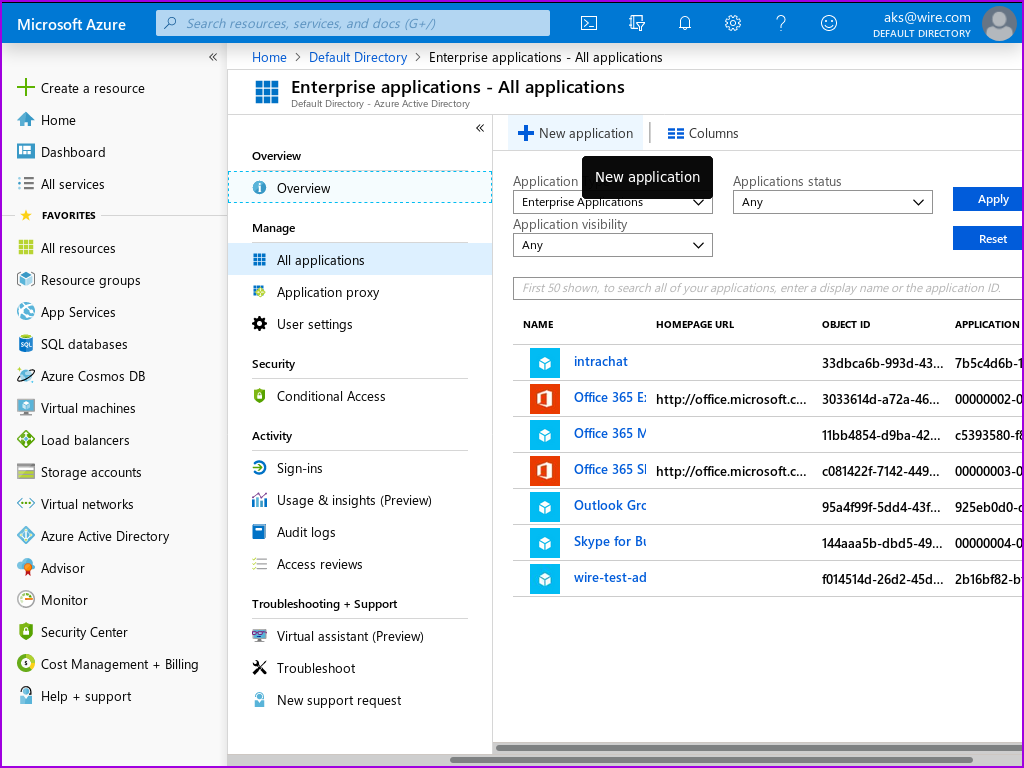 Microsoft Azure
Search resources, services, and docs (G+/)
aks@wire.com
DEFAULT DIRECTORY
Create a resource
Home
Dashboard
All services
FAVORITES
All resources
Resource groups
App Services
SQL databases
Azure Cosmos DB
Virtual machines
Load balancers
Storage accounts
Virtual networks
Azure Active Directory
Advisor
Monitor
Security Center
Cost Management + Billing
Help + support
Home > Default Directory > Enterprise applications - All applications
Enterprise applications - All applications
Default Directory - Azure Active Directory
Overview
Overview
Manage
All applications
Application proxy
User settings
Security
Conditional Access
Activity
Sign-ins
Usage & insights (Preview)
Audit logs
Access reviews
Troubleshooting + Support
Virtual assistant (Preview)
Troubleshoot
New support request
New application
Columns
New application
Application
Enterprise Applications
Applications status
Any
Apply
Application visibility
Any
Reset
First 50 shown, to search all of your applications, enter a display name or the application ID.
NAME HOMEPAGE URL OBJECT ID APPLICATION
intrachat 33dbca6b-993d-43... 7b5c4d6b-1
Office 365 E http://office.microsoft.c... 3033614d-a72a-46... 00000002-0
Office 365 M 11bb4854-d9ba-42... c5393580-f8
Office 365 S http://office.microsoft.c... c081422f-7142-449... 00000003-0
Outlook Gro 95a4f99f-5dd4-43f... 925eb0d0-
Skype for Bu 144aaa5b-dbd5-49... 00000004-0
wire-test-ad f014514d-26d2-45d... 2b16bf82-b